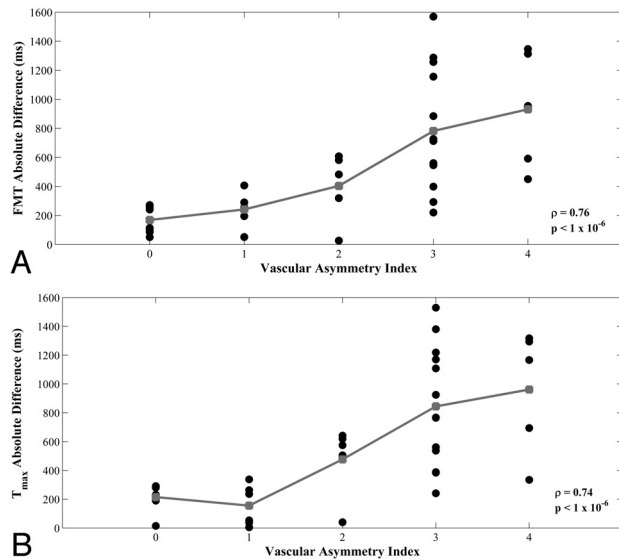 1600
1400
1200
1000
800
600
400
200
0
FMT Absolute Difference (ms)
0 1 2 3 4
Vascular Asymmetry Index
ρ = 0.76
p < 1 x 10⁻⁶
A
1600
1400
1200
1000
800
600
400
200
0
Tmax Absolute Difference (ms)
0 1 2 3 4
Vascular Asymmetry Index
ρ = 0.74
p < 1 x 10⁻⁶
B